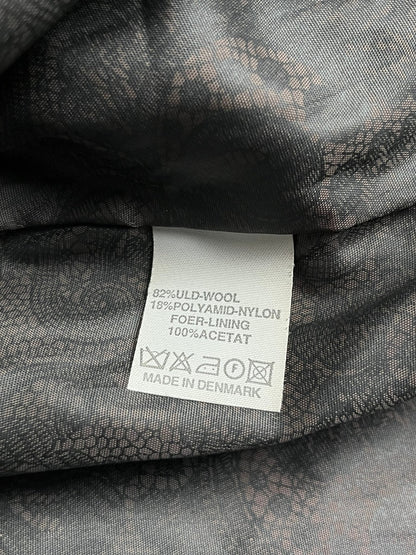 82%ULD-WOOL
18%POLYAMID-NYLON
FOER-LINING
100%ACETAT
F
MADE IN DENMARK